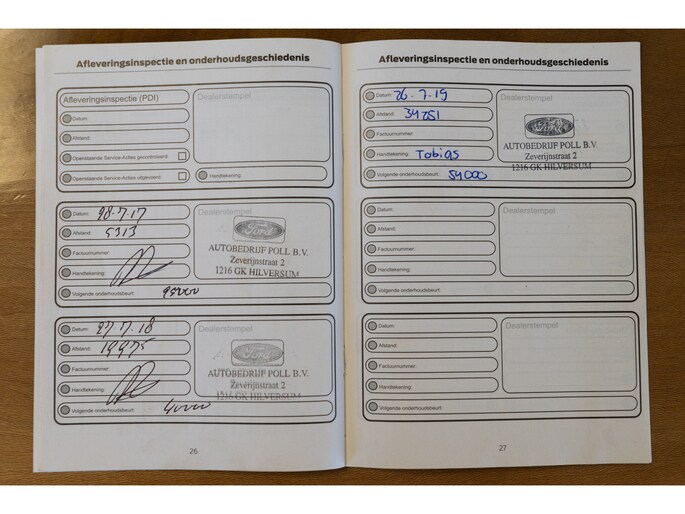 Afleveringsinspectie en onderhoudsgeschiedenis
Afleveringsinspectie (PDI)
Dealerstempel
Datum:
Afstand:
Openstaande Service-Acties gecontroleerd:
Openstaande Service-Acties uitgevoerd:
Handtekening:
Datum: 28-7-17
Dealerstempel
Afstand: 5313
Ford
Factuurnummer:
AUTOBEDRIJF POLL B.V.
Zeverijnstraat 2
1216 GK HILVERSUM
Handtekening:
Volgende onderhoudsbeurt:
Datum: 27-7-18
Dealerstempel
Afstand: 19975
Ford
Factuurnummer:
AUTOBEDRIJF POLL B.V.
Zeverijnstraat 2
1216 GK HILVERSUM
Handtekening:
Volgende onderhoudsbeurt: 40000
26
Afleveringsinspectie en onderhoudsgeschiedenis
Datum: 26-7-19
Dealerstempel
Afstand: 34251
Ford
Factuurnummer:
AUTOBEDRIJF POLL B.V.
Zeverijnstraat 2
1216 GK HILVERSUM
Handtekening: Tobias
Volgende onderhoudsbeurt: 54000
Datum:
Dealerstempel
Afstand:
Factuurnummer:
Handtekening:
Volgende onderhoudsbeurt:
Datum:
Dealerstempel
Afstand:
Factuurnummer:
Handtekening:
Volgende onderhoudsbeurt:
27